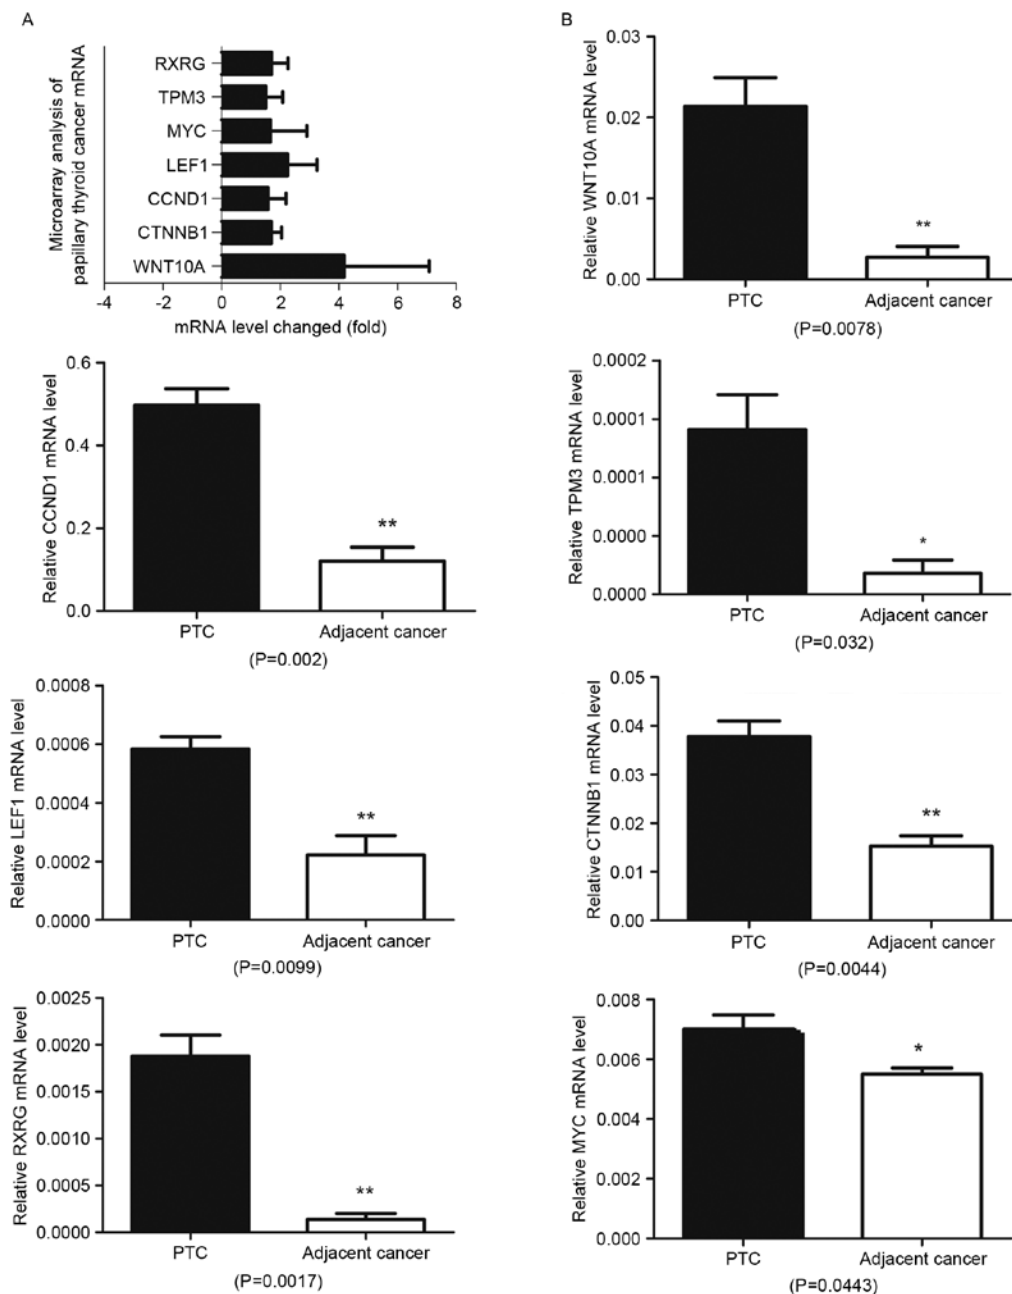 A
Microarray analysis of
papillary thyroid cancer mRNA
RXRG
TPM3
MYC
LEF1
CCND1
CTNNB1
WNT10A
-4 -2 0 2 4 6 8
mRNA level changed (fold)
B
Relative WNT10A mRNA level
0.03
0.02
0.01
0.00
**
PTC Adjacent cancer
(P=0.0078)
Relative CCND1 mRNA level
0.6
0.4
0.2
0.0
**
PTC Adjacent cancer
(P=0.002)
Relative TPM3 mRNA level
0.0002
0.0001
0.0001
0.0000
0.0000
*
PTC Adjacent cancer
(P=0.032)
Relative LEF1 mRNA level
0.0008
0.0006
0.0004
0.0002
0.0000
**
PTC Adjacent cancer
(P=0.0099)
Relative CTNNB1 mRNA level
0.05
0.04
0.03
0.02
0.01
0.00
**
PTC Adjacent cancer
(P=0.0044)
Relative RXRG mRNA level
0.0025
0.0020
0.0015
0.0010
0.0005
0.0000
**
PTC Adjacent cancer
(P=0.0017)
Relative MYC mRNA level
0.008
0.006
0.004
0.002
0.000
*
PTC Adjacent cancer
(P=0.0443)